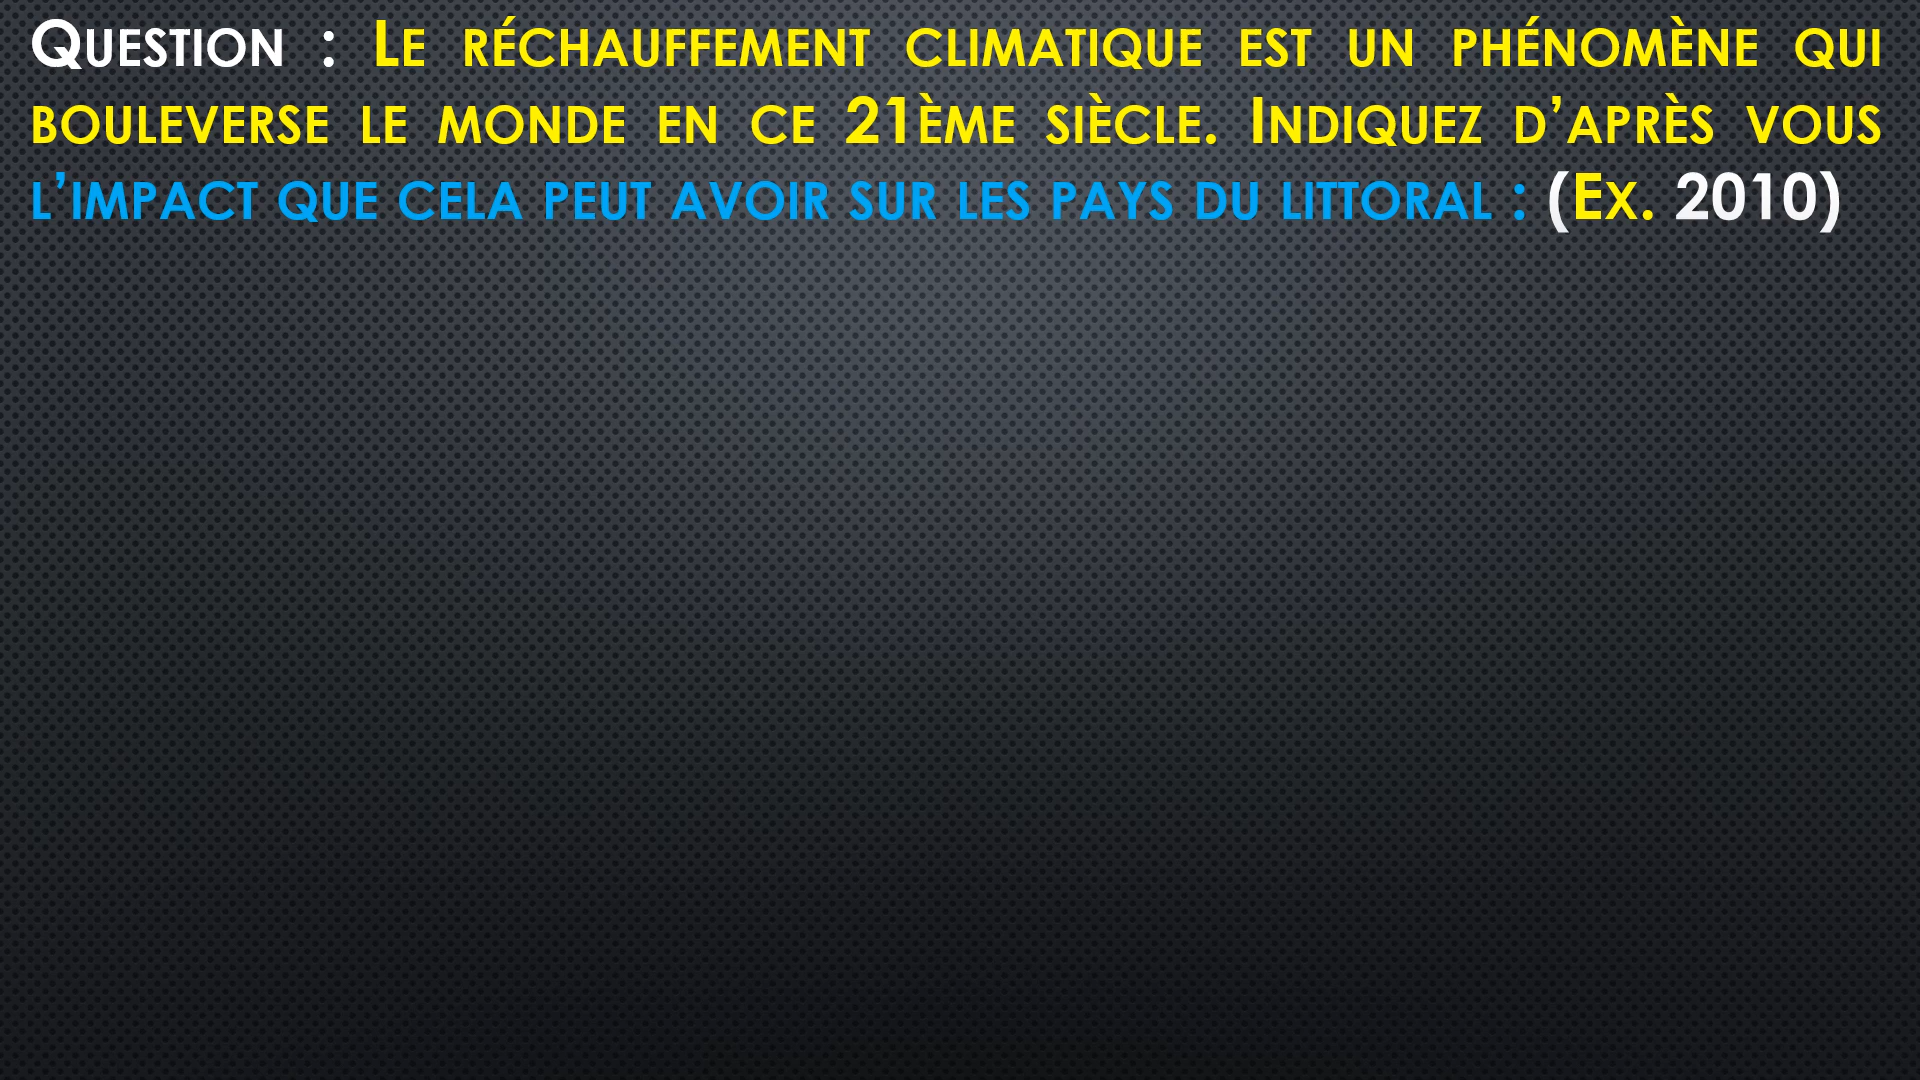 Question : Le réchauffement climatique est un phénomène qui
bouleverse le monde en ce 21ème siècle. Indiquez d’après vous
l’impact que cela peut avoir sur les pays du littoral : (Ex. 2010)